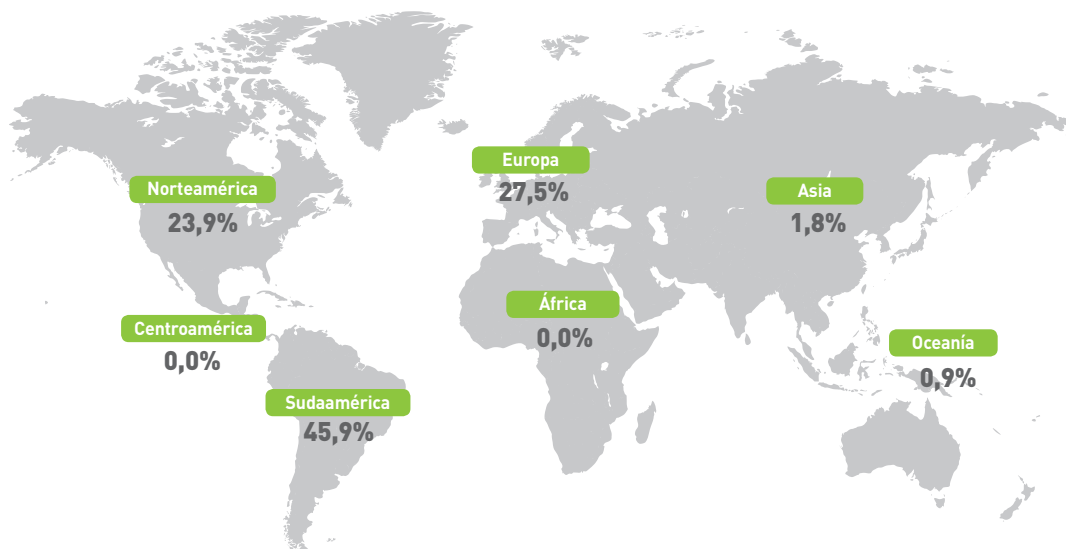 Europa
27,5%
Norteamérica
23,9%
Asia
1,8%
África
0,0%
Centroamérica
0,0%
Oceanía
0,9%
Sudaamérica
45,9%